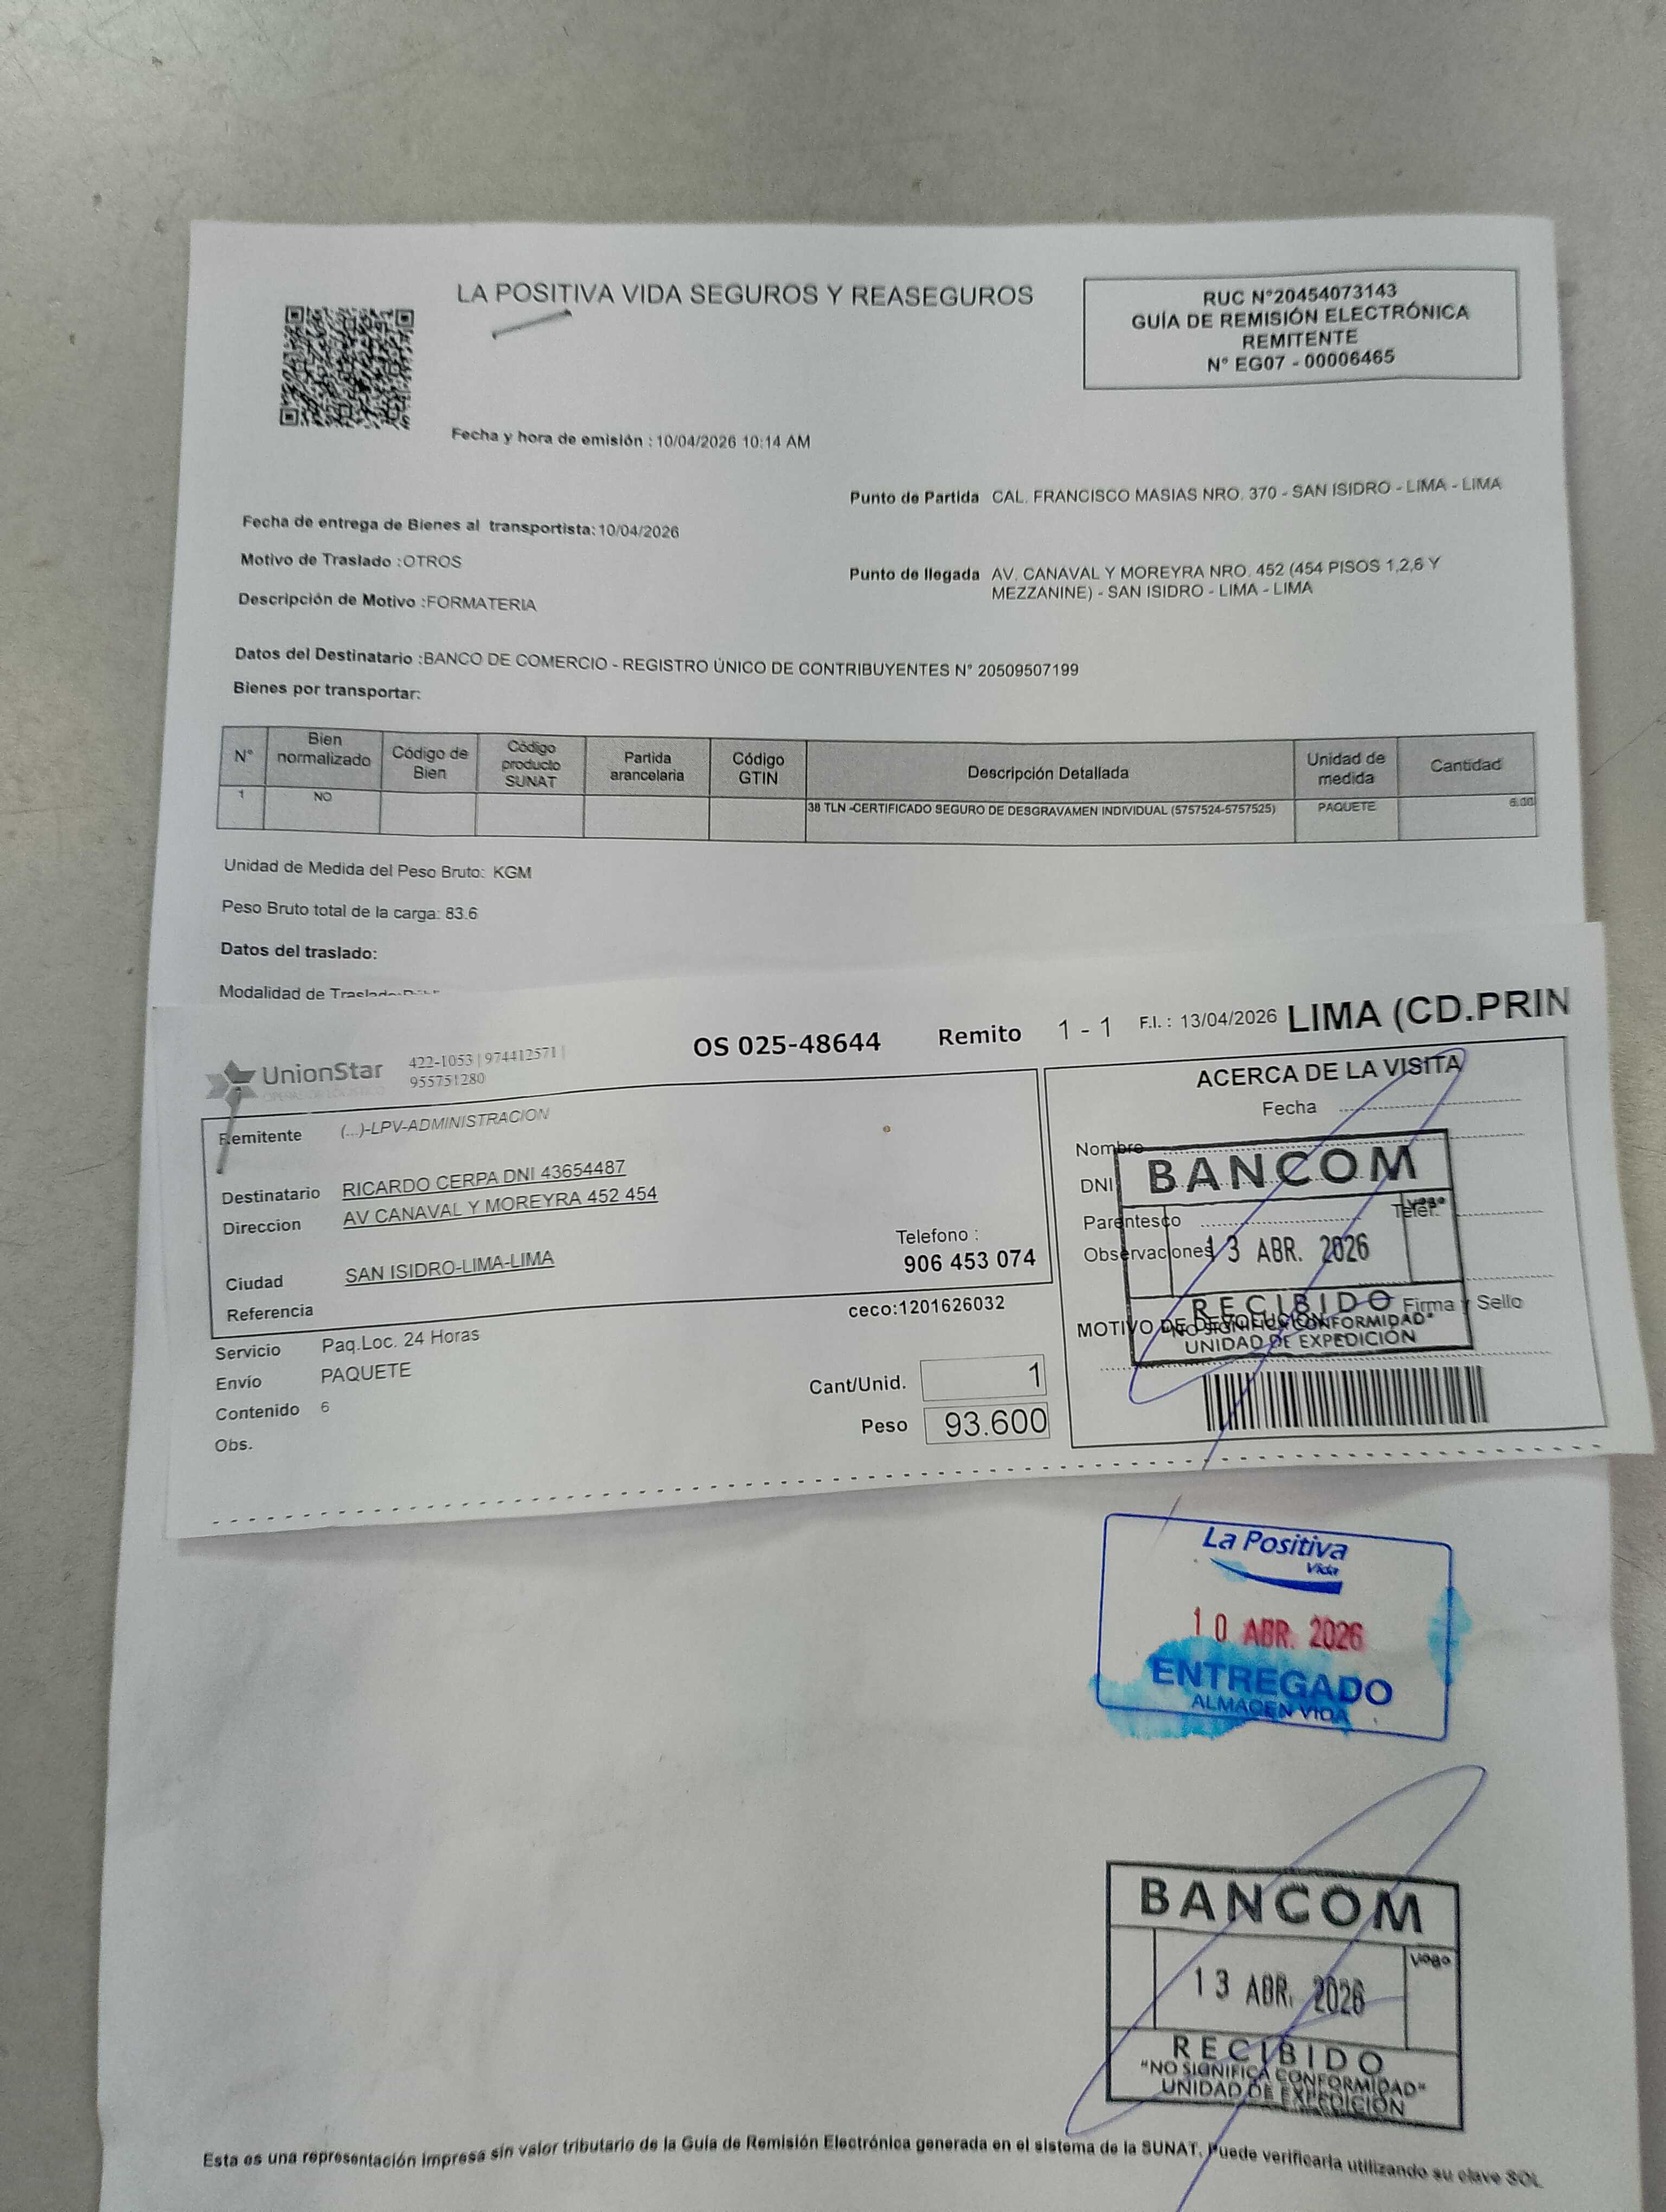 LA POSITIVA VIDA SEGUROS Y REASEGUROS
RUC N°20454073143
GUÍA DE REMISIÓN ELECTRÓNICA
REMITENTE
N° EG07 - 00006465
Fecha y hora de emisión : 10/04/2026 10:14 AM
Punto de Partida CAL. FRANCISCO MASIAS NRO. 370 - SAN ISIDRO - LIMA - LIMA
Fecha de entrega de Bienes al transportista: 10/04/2026
Motivo de Traslado :OTROS
Punto de llegada AV. CANAVAL Y MOREYRA NRO. 452 (454 PISOS 1,2,6 Y
MEZZANINE) - SAN ISIDRO - LIMA - LIMA
Descripción de Motivo :FORMATERIA
Datos del Destinatario :BANCO DE COMERCIO - REGISTRO ÚNICO DE CONTRIBUYENTES N° 20509507199
Bienes por transportar:
N° Bien normalizado Código de Bien Código producto SUNAT Partida arancelaria Código GTIN Descripción Detallada Unidad de medida Cantidad
1 NO 38 TLN -CERTIFICADO SEGURO DE DESGRAVAMEN INDIVIDUAL (5757524-5757525) PAQUETE 6.00
Unidad de Medida del Peso Bruto: KGM
Peso Bruto total de la carga: 83.6
Datos del traslado:
Modalidad de Traslado
UnionStar
422-1053 | 974412571 |
955751280
OS 025-48644 Remito 1 - 1 F.I. : 13/04/2026 LIMA (CD.PRIN
Remitente (...)-LPV-ADMINISTRACION
Destinatario RICARDO CERPA DNI 43654487
Direccion AV CANAVAL Y MOREYRA 452 454
Telefono :
906 453 074
Ciudad SAN ISIDRO-LIMA-LIMA
Referencia
ceco:1201626032
Servicio Paq.Loc. 24 Horas
Envio PAQUETE
Contenido 6
Obs.
Cant/Unid. 1
Peso 93.600
ACERCA DE LA VISITA
Fecha
Nombre
DNI
Parentesco Telef.
Observaciones
Firma y Sello
MOTIVO DE DEVOLUCION
BANCOM
VºBº
13 ABR. 2026
RECIBIDO
"NO SIGNIFICA CONFORMIDAD"
UNIDAD DE EXPEDICIÓN
La Positiva
Vida
10 ABR. 2026
ENTREGADO
ALMACEN VIDA
BANCOM
VºBº
13 ABR. 2026
RECIBIDO
"NO SIGNIFICA CONFORMIDAD"
UNIDAD DE EXPEDICIÓN
Esta es una representación impresa sin valor tributario de la Guía de Remisión Electrónica generada en el sistema de la SUNAT. Puede verificarla utilizando su clave SOL